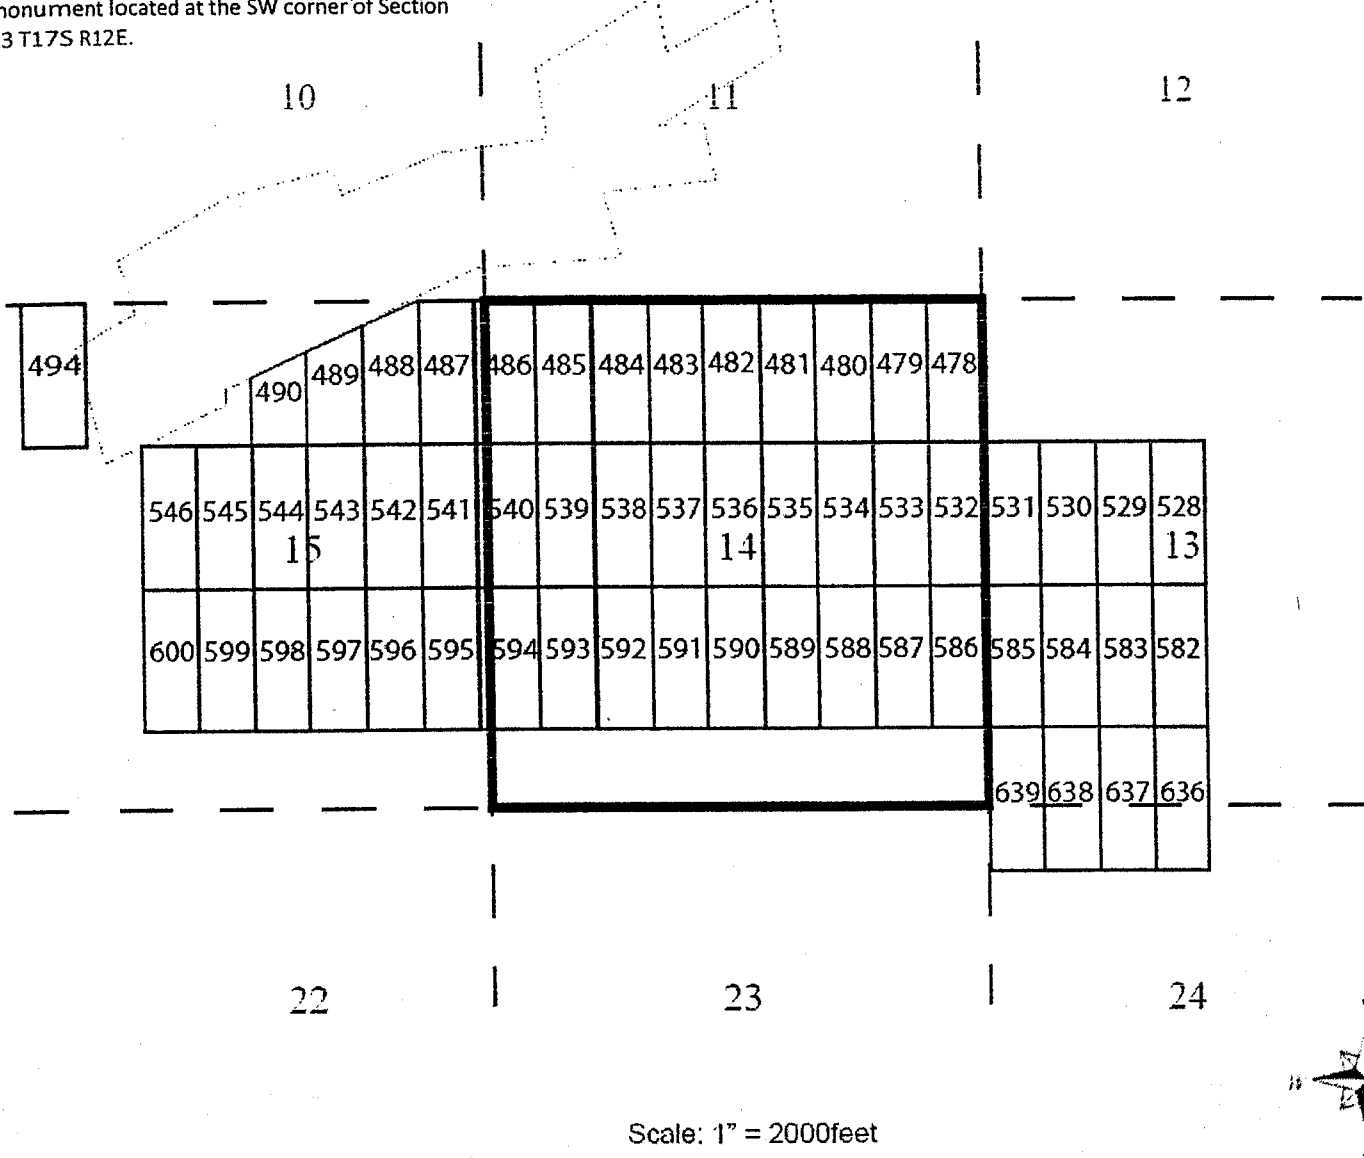 monument located at the SW corner of Section
3 T17S R12E.
10 11 12
494 490 489 488 487 486 485 484 483 482 481 480 479 478
546 545 544 543 542 541 540 539 538 537 536 535 534 533 532 531 530 529 528
15 14 13
600 599 598 597 596 595 594 593 592 591 590 589 588 587 586 585 584 583 582
639 638 637 636
22 23 24
Scale: 1" = 2000feet